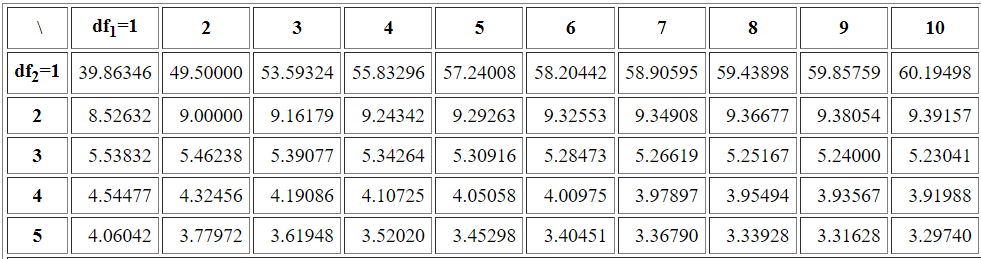 \ df1=1 2 3 4 5 6 7 8 9 10
df2=1 39.86346 49.50000 53.59324 55.83296 57.24008 58.20442 58.90595 59.43898 59.85759 60.19498
2 8.52632 9.00000 9.16179 9.24342 9.29263 9.32553 9.34908 9.36677 9.38054 9.39157
3 5.53832 5.46238 5.39077 5.34264 5.30916 5.28473 5.26619 5.25167 5.24000 5.23041
4 4.54477 4.32456 4.19086 4.10725 4.05058 4.00975 3.97897 3.95494 3.93567 3.91988
5 4.06042 3.77972 3.61948 3.52020 3.45298 3.40451 3.36790 3.33928 3.31628 3.29740